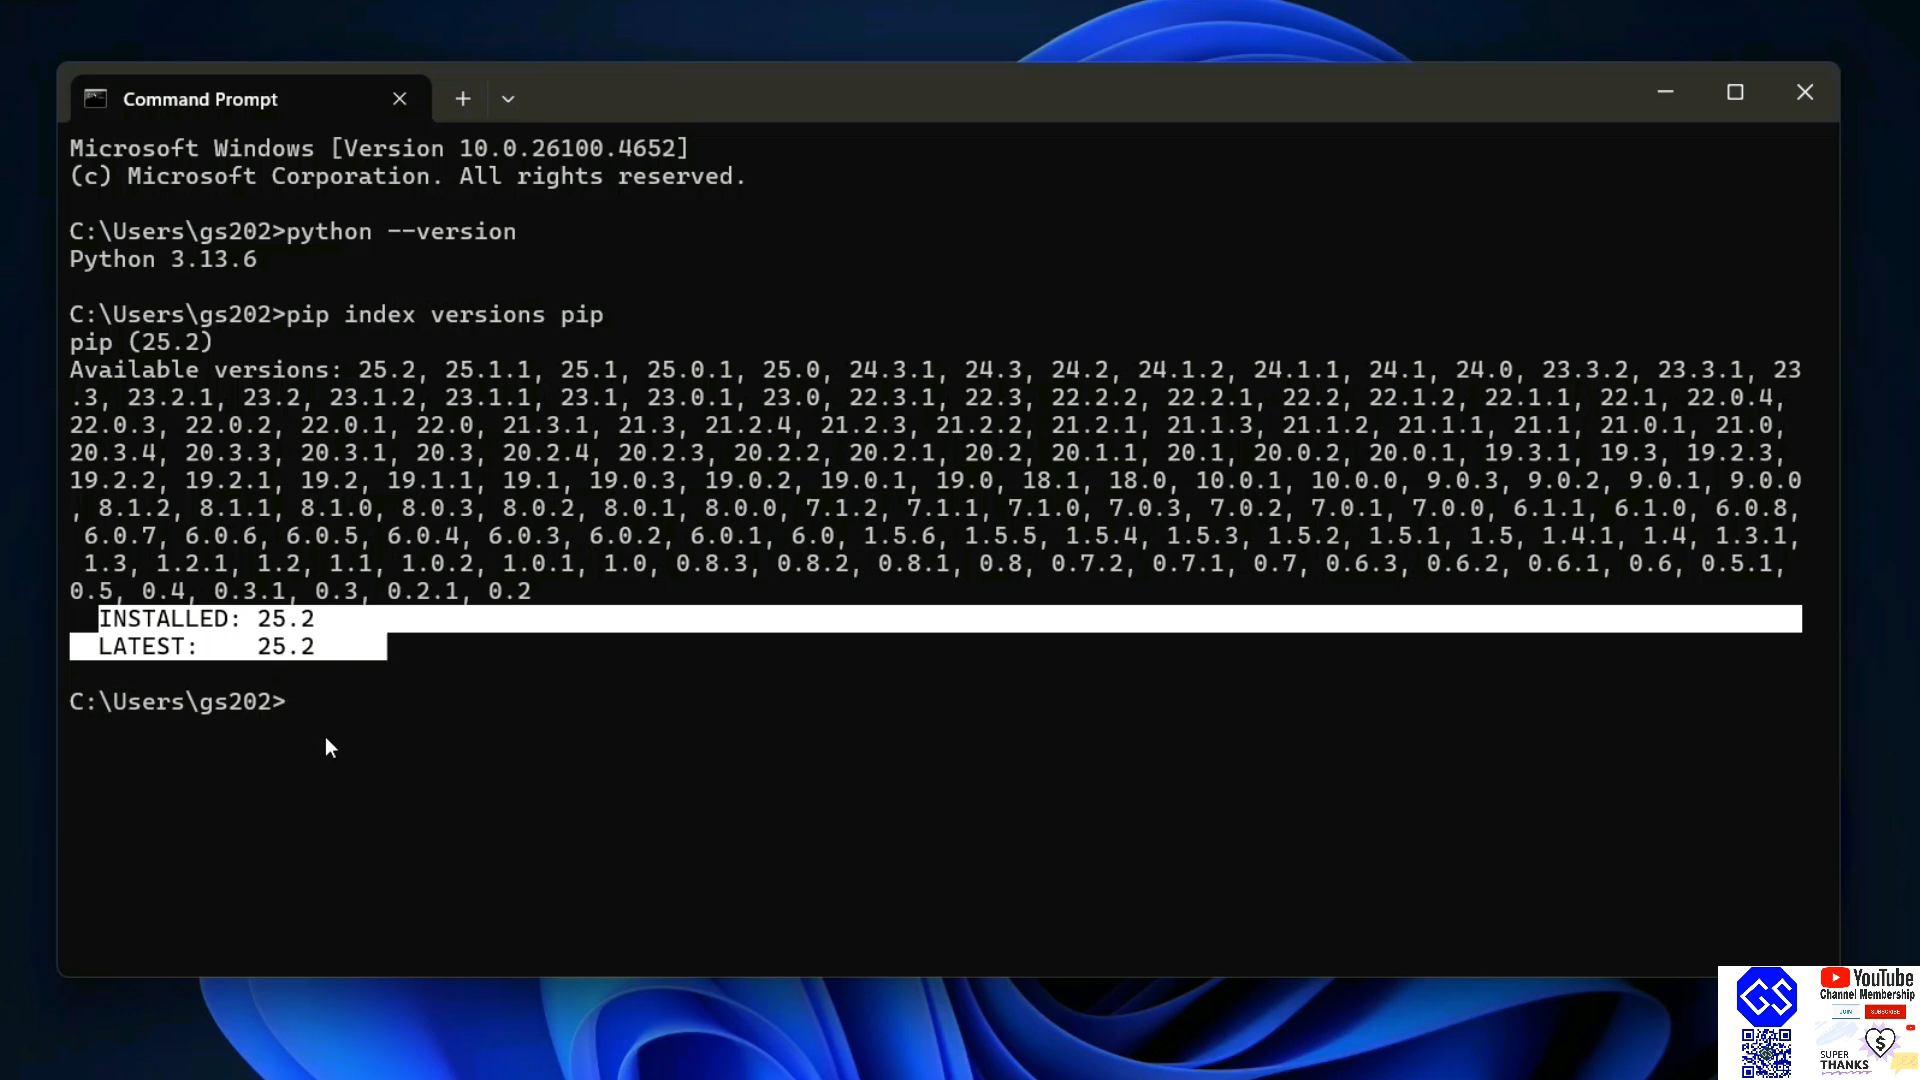 Command Prompt
Microsoft Windows [Version 10.0.26100.4652]
(c) Microsoft Corporation. All rights reserved.
C:\Users\gs202>python --version
Python 3.13.6
C:\Users\gs202>pip index versions pip
pip (25.2)
Available versions: 25.2, 25.1.1, 25.1, 25.0.1, 25.0, 24.3.1, 24.3, 24.2, 24.1.2, 24.1.1, 24.1, 24.0, 23.3.2, 23.3.1, 23
.3, 23.2.1, 23.2, 23.1.2, 23.1.1, 23.1, 23.0.1, 23.0, 22.3.1, 22.3, 22.2.2, 22.2.1, 22.2, 22.1.2, 22.1.1, 22.1, 22.0.4,
22.0.3, 22.0.2, 22.0.1, 22.0, 21.3.1, 21.3, 21.2.4, 21.2.3, 21.2.2, 21.2.1, 21.1.3, 21.1.2, 21.1.1, 21.1, 21.0.1, 21.0,
20.3.4, 20.3.3, 20.3.1, 20.3, 20.2.4, 20.2.3, 20.2.2, 20.2.1, 20.2, 20.1.1, 20.1, 20.0.2, 20.0.1, 19.3.1, 19.3, 19.2.3,
19.2.2, 19.2.1, 19.2, 19.1.1, 19.1, 19.0.3, 19.0.2, 19.0.1, 19.0, 18.1, 18.0, 10.0.1, 10.0.0, 9.0.3, 9.0.2, 9.0.1, 9.0.0
, 8.1.2, 8.1.1, 8.1.0, 8.0.3, 8.0.2, 8.0.1, 8.0.0, 7.1.2, 7.1.1, 7.1.0, 7.0.3, 7.0.2, 7.0.1, 7.0.0, 6.1.1, 6.1.0, 6.0.8,
6.0.7, 6.0.6, 6.0.5, 6.0.4, 6.0.3, 6.0.2, 6.0.1, 6.0, 1.5.6, 1.5.5, 1.5.4, 1.5.3, 1.5.2, 1.5.1, 1.5, 1.4.1, 1.4, 1.3.1,
1.3, 1.2.1, 1.2, 1.1, 1.0.2, 1.0.1, 1.0, 0.8.3, 0.8.2, 0.8.1, 0.8, 0.7.2, 0.7.1, 0.7, 0.6.3, 0.6.2, 0.6.1, 0.6, 0.5.1,
0.5, 0.4, 0.3.1, 0.3, 0.2.1, 0.2
INSTALLED: 25.2
LATEST: 25.2
C:\Users\gs202>
GS
YouTube
Channel Membership
JOIN SUBSCRIBE
SUPER
THANKS
$